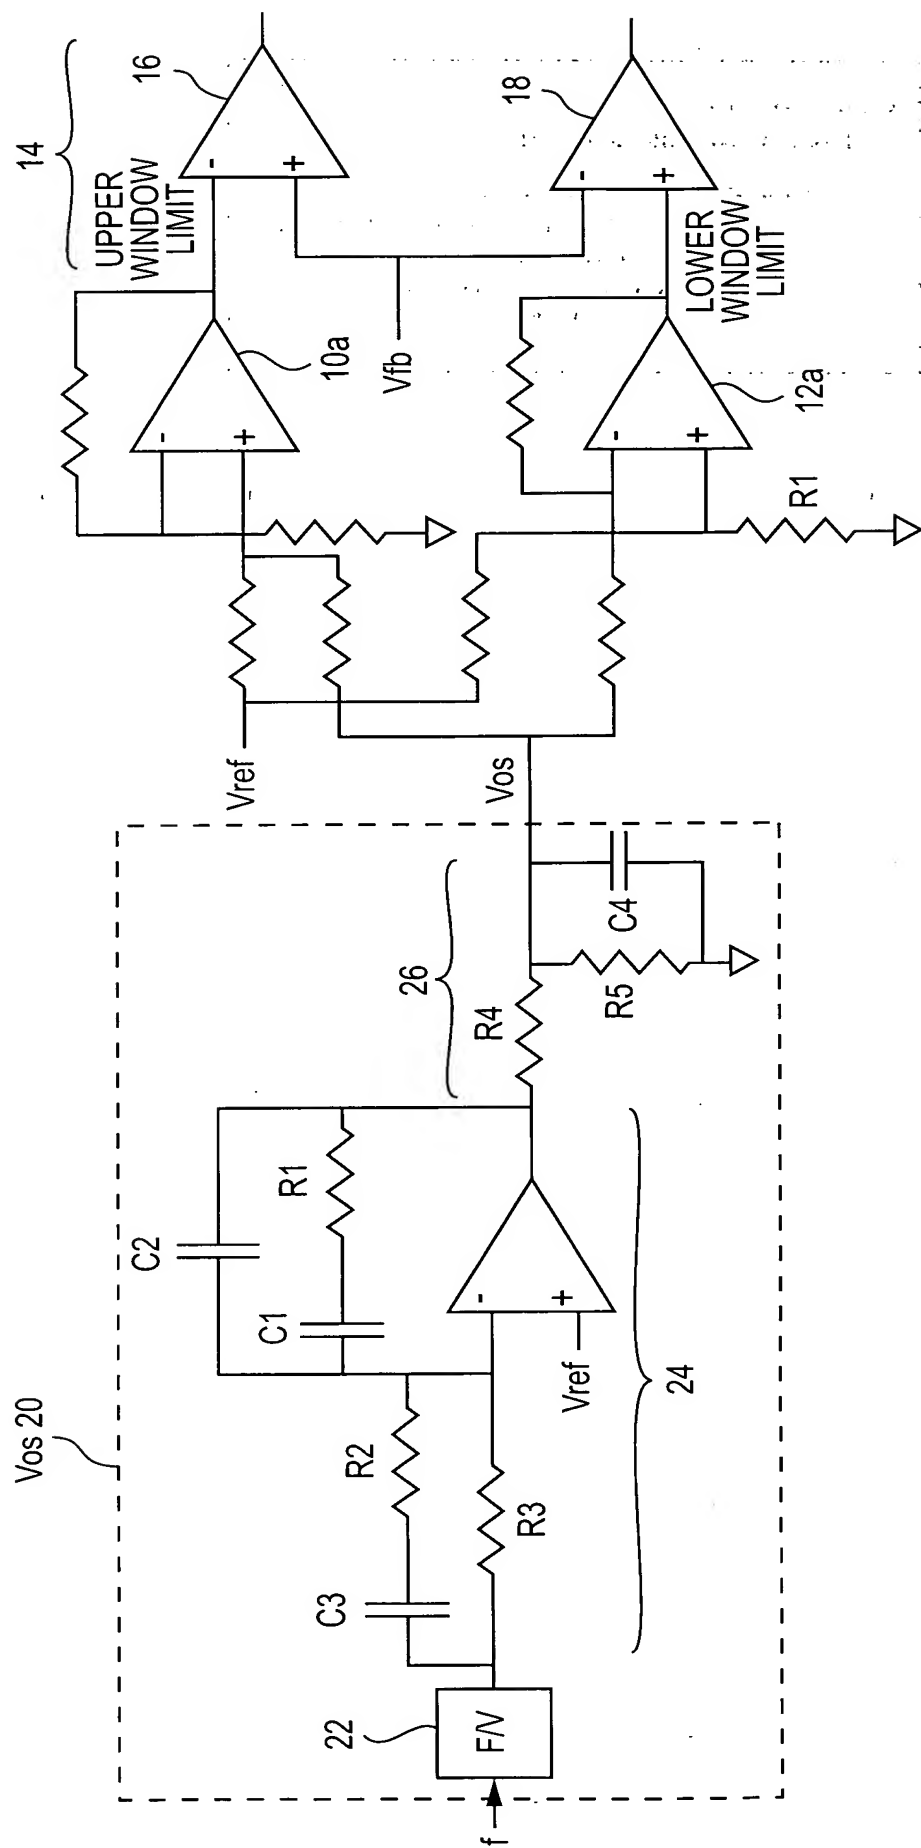 14
16
UPPER
WINDOW
LIMIT
-
+
18
-
+
10a
-
+
Vfb
LOWER
WINDOW
LIMIT
12a
-
+
R1
Vref
Vos
26
R4
C4
R5
C2
R1
C1
-
+
Vref
24
Vos 20
R2
R3
C3
22
F/V
f